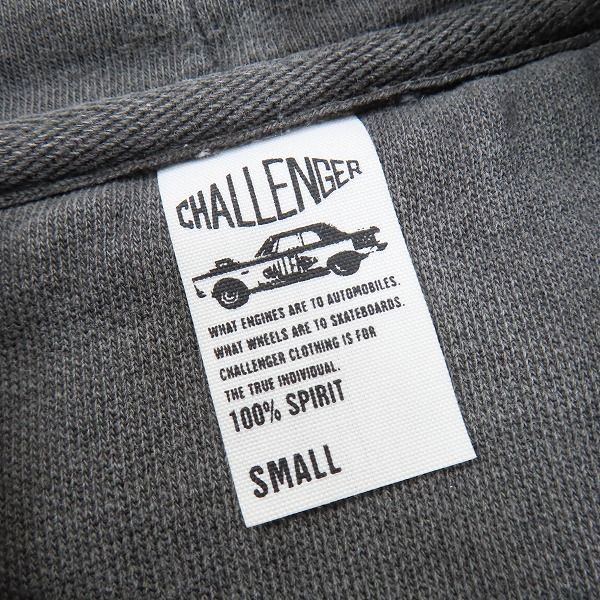 CHALLENGER
WHAT ENGINES ARE TO AUTOMOBILES.
WHAT WHEELS ARE TO SKATEBOARDS.
CHALLENGER CLOTHING IS FOR
THE TRUE INDIVIDUAL.
100% SPIRIT
SMALL